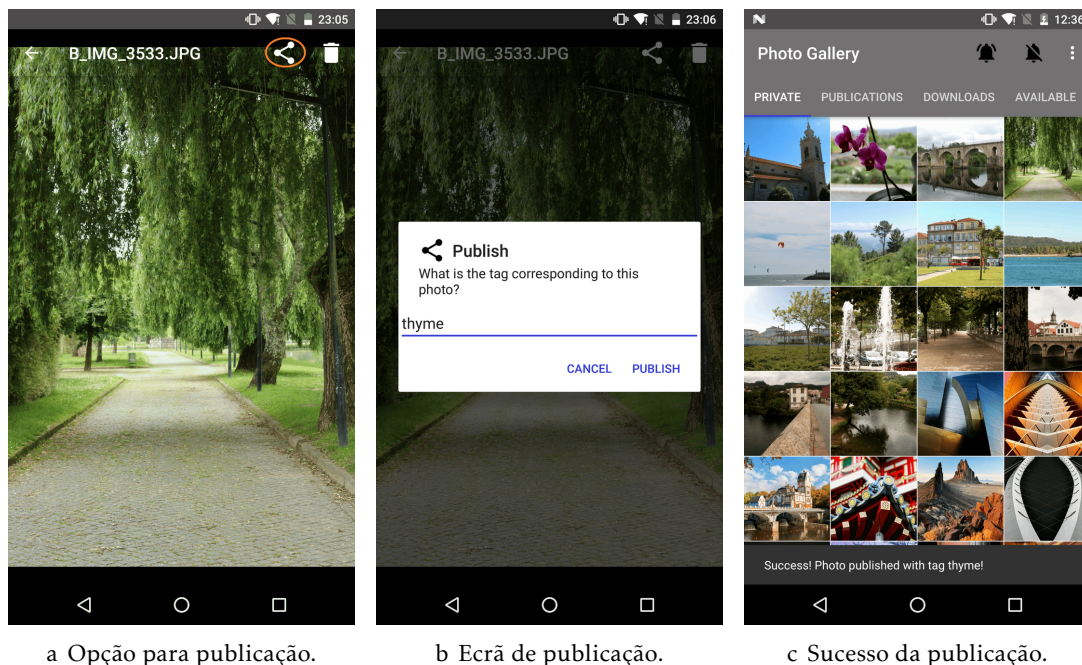 23:05
B_IMG_3533.JPG
23:06
B_IMG_3533.JPG
Publish
What is the tag corresponding to this
photo?
thyme
CANCEL PUBLISH
12:36
Photo Gallery
PRIVATE PUBLICATIONS DOWNLOADS AVAILABLE
Success! Photo published with tag thyme!
a Opção para publicação.
b Ecrã de publicação.
c Sucesso da publicação.